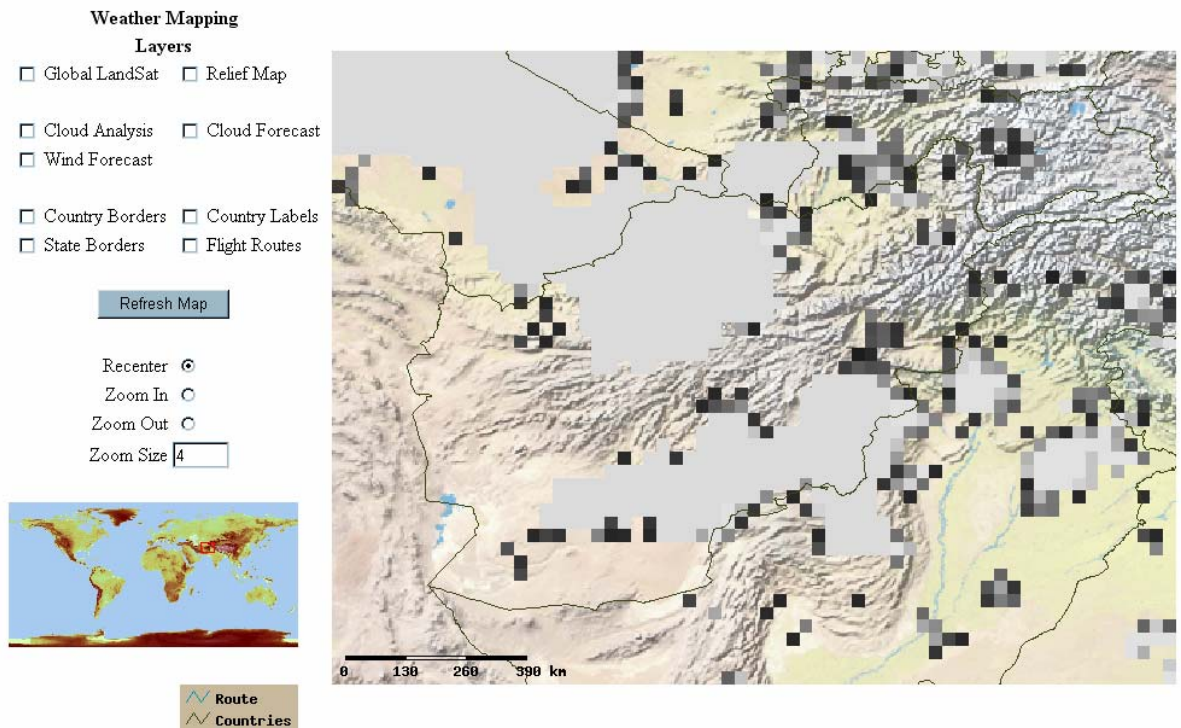 Weather Mapping
Layers
Global LandSat Relief Map
Cloud Analysis Cloud Forecast
Wind Forecast
Country Borders Country Labels
State Borders Flight Routes
Refresh Map
Recenter
Zoom In
Zoom Out
Zoom Size 4
0 130 260 390 km
Route
Countries